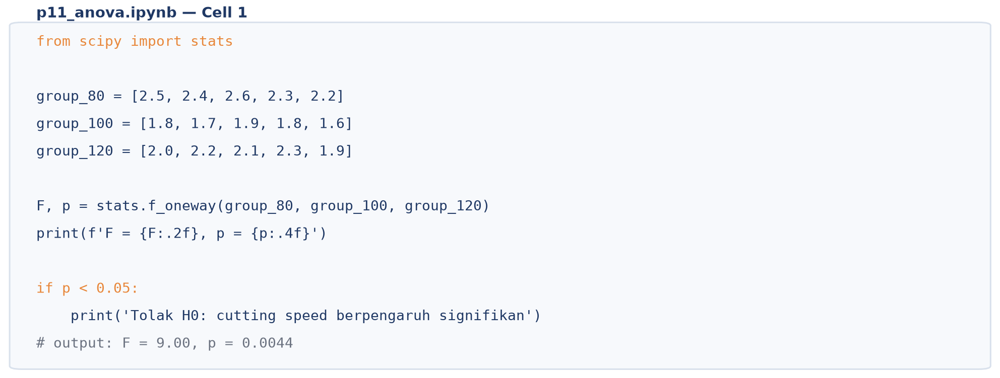 p11_anova.ipynb — Cell 1
from scipy import stats
group_80 = [2.5, 2.4, 2.6, 2.3, 2.2]
group_100 = [1.8, 1.7, 1.9, 1.8, 1.6]
group_120 = [2.0, 2.2, 2.1, 2.3, 1.9]
F, p = stats.f_oneway(group_80, group_100, group_120)
print(f'F = {F:.2f}, p = {p:.4f}')
if p < 0.05:
    print('Tolak H0: cutting speed berpengaruh signifikan')
# output: F = 9.00, p = 0.0044